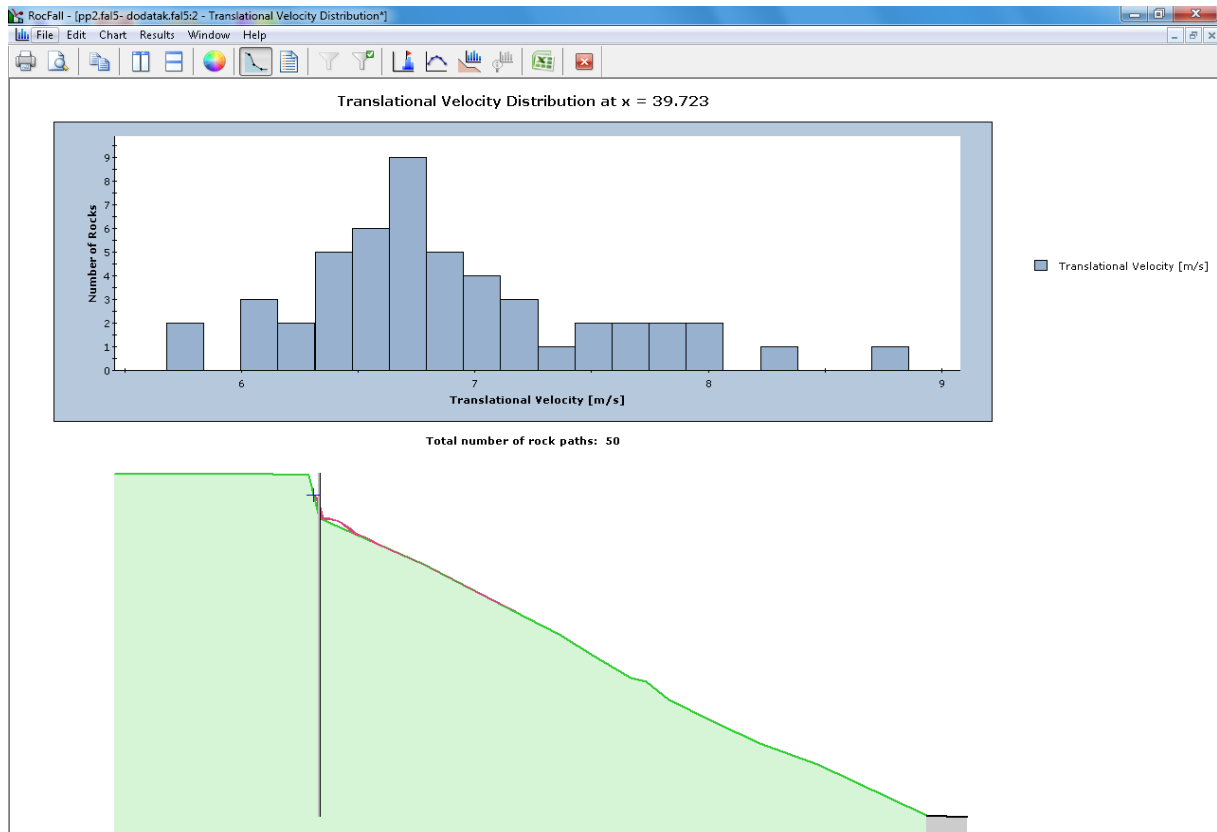 RocFall - [pp2.fal5- dodatak.fal5:2 - Translational Velocity Distribution*]
File Edit Chart Results Window Help
Translational Velocity Distribution at x = 39.723
9
8
7
6
5
4
3
2
1
0
Number of Rocks
6 7 8 9
Translational Velocity [m/s]
Translational Velocity [m/s]
Total number of rock paths: 50